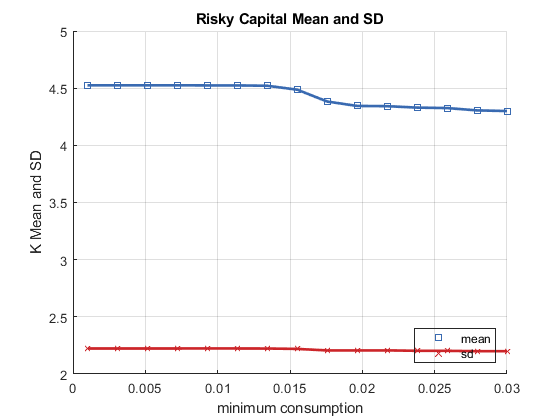 Risky Capital Mean and SD
K Mean and SD
5
4.5
4
3.5
3
2.5
2
0
0.005
0.01
0.015
0.02
0.025
0.03
minimum consumption
mean
sd